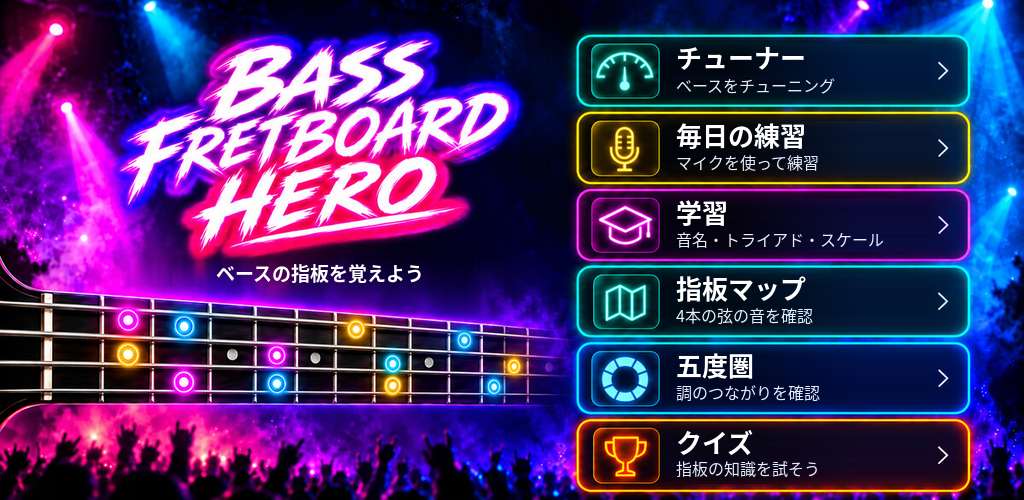 BASS
FRETBOARD
HERO
ベースの指板を覚えよう
チューナー
ベースをチューニング
毎日の練習
マイクを使って練習
学習
音名・トライアド・スケール
指板マップ
4本の弦の音を確認
五度圏
調のつながりを確認
クイズ
指板の知識を試そう